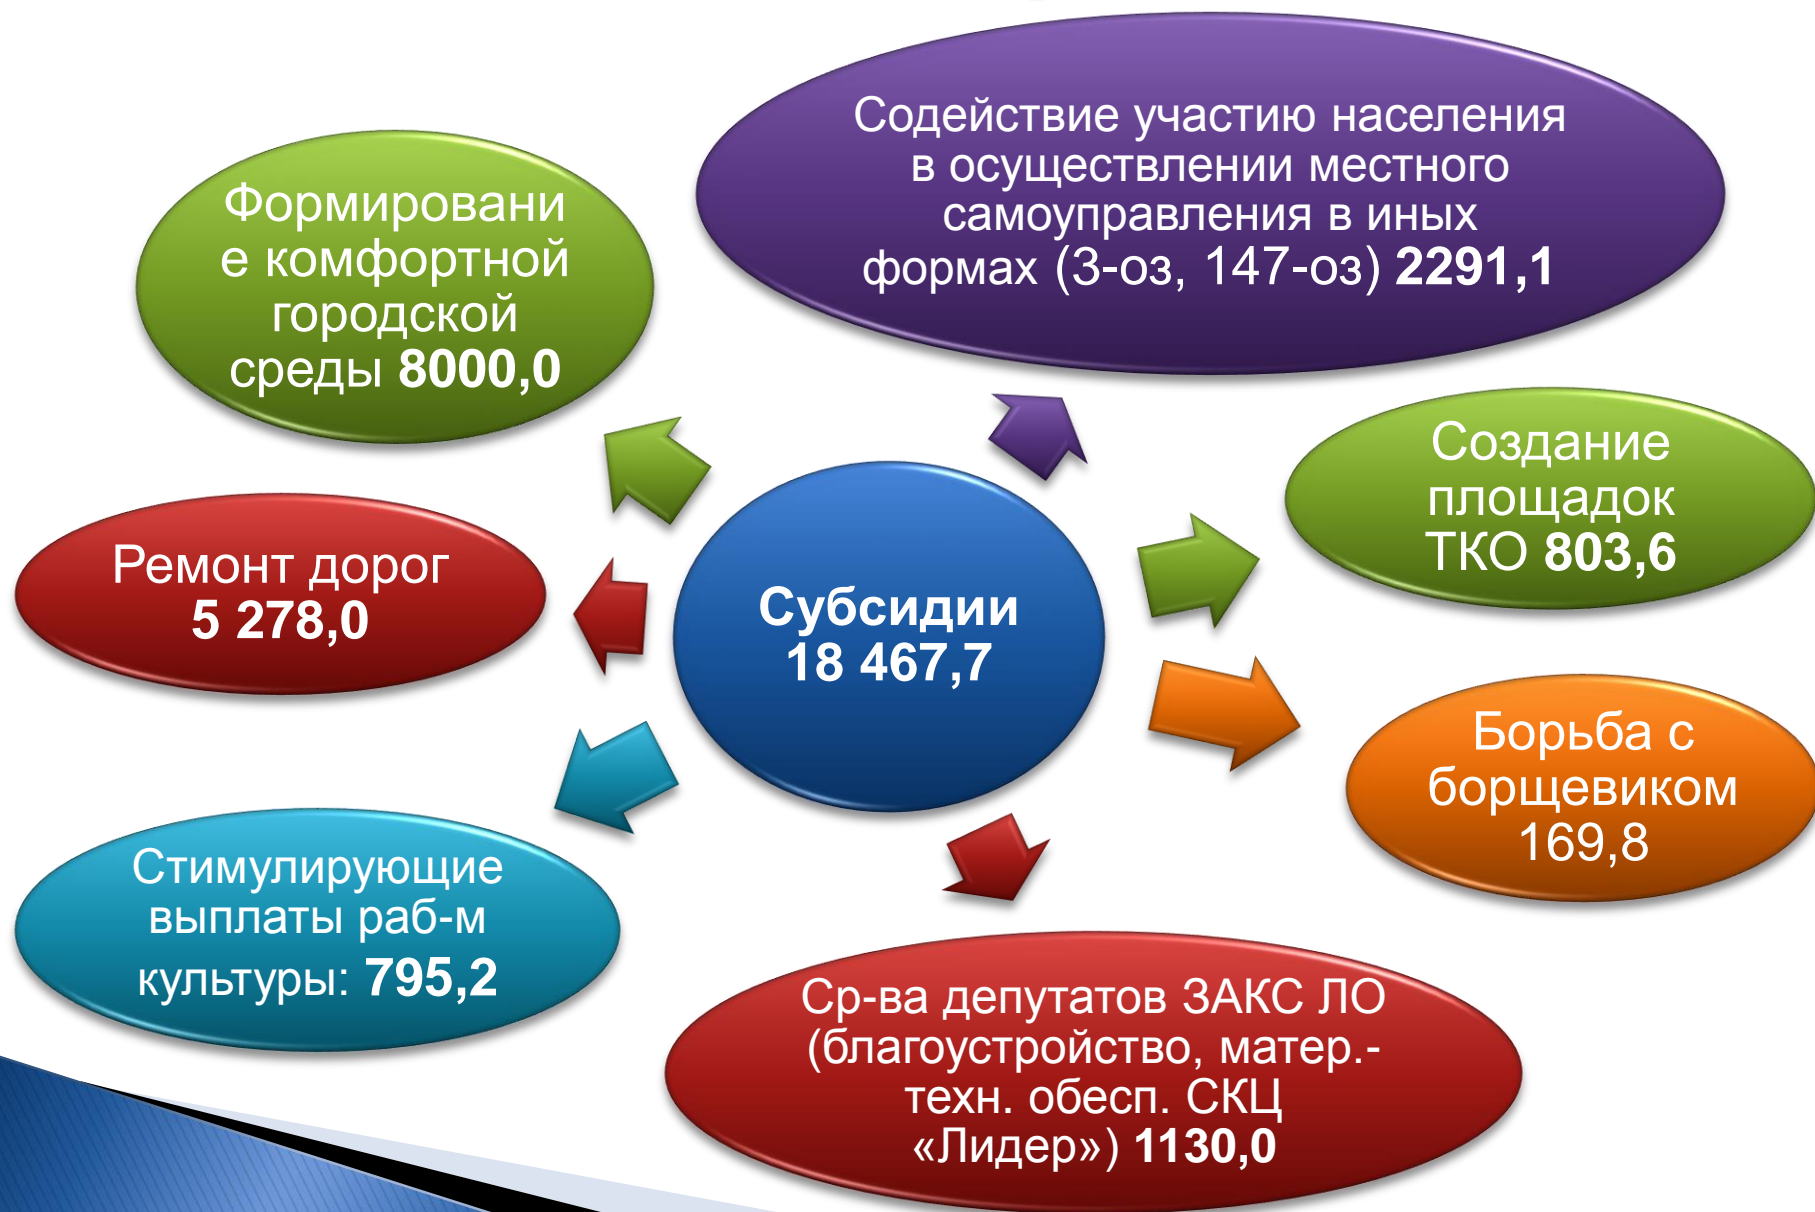 Содействие участию населения
в осуществлении местного
самоуправления в иных
формах (3-оз, 147-оз) 2291,1
Формировани
е комфортной
городской
среды 8000,0
Создание
площадок
ТКО 803,6
Ремонт дорог
5 278,0
Субсидии
18 467,7
Борьба с
борщевиком
169,8
Стимулирующие
выплаты раб-м
культуры: 795,2
Ср-ва депутатов ЗАКС ЛО
(благоустройство, матер.-
техн. обесп. СКЦ
«Лидер») 1130,0